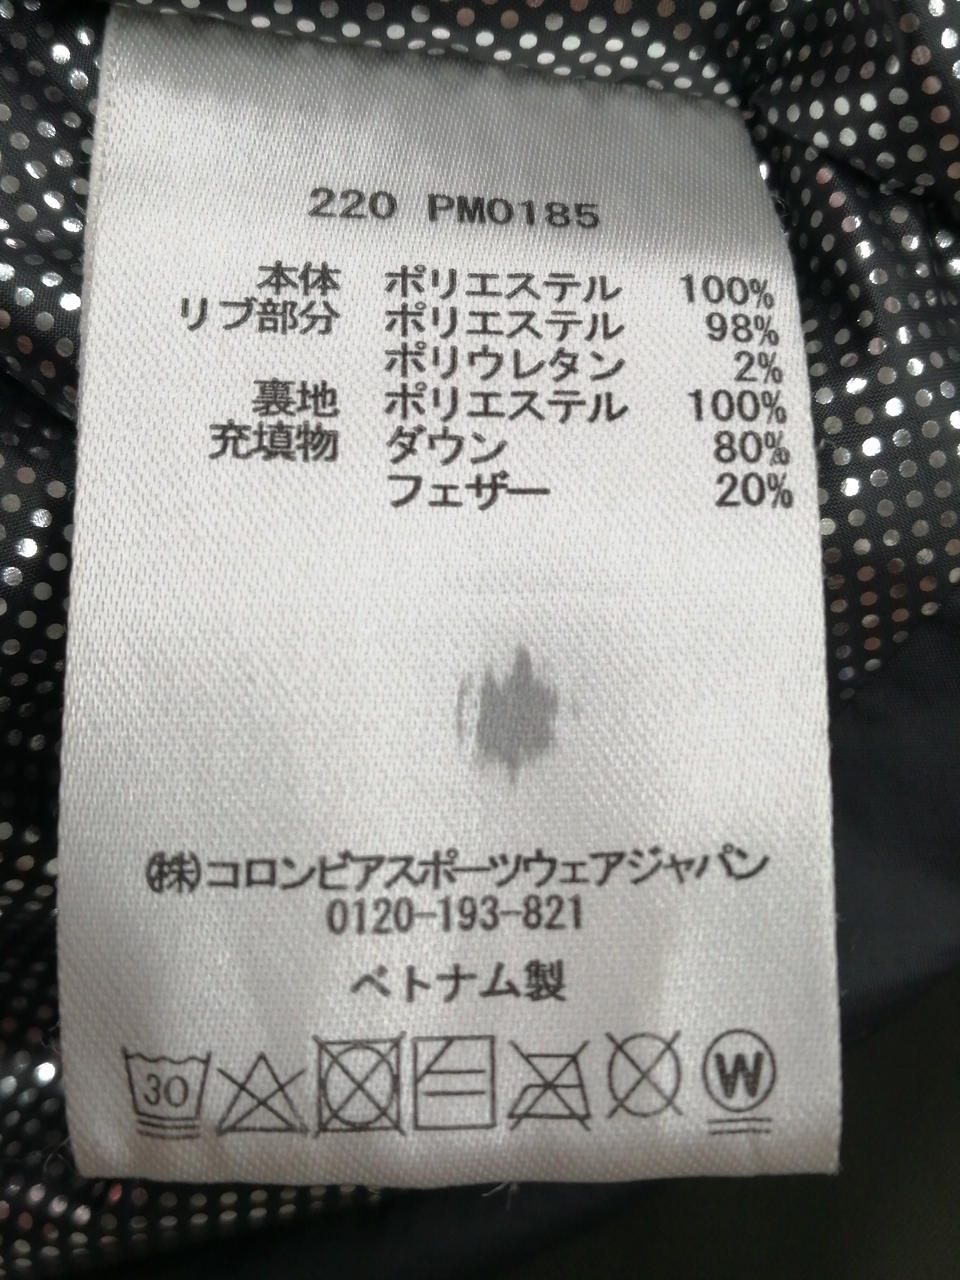 220 PM0185
本体 ポリエステル 100%
リブ部分 ポリエステル 98%
ポリウレタン 2%
裏地 ポリエステル 100%
充填物 ダウン 80%
フェザー 20%
㈱コロンビアスポーツウェアジャパン
0120-193-821
ベトナム製
30 W